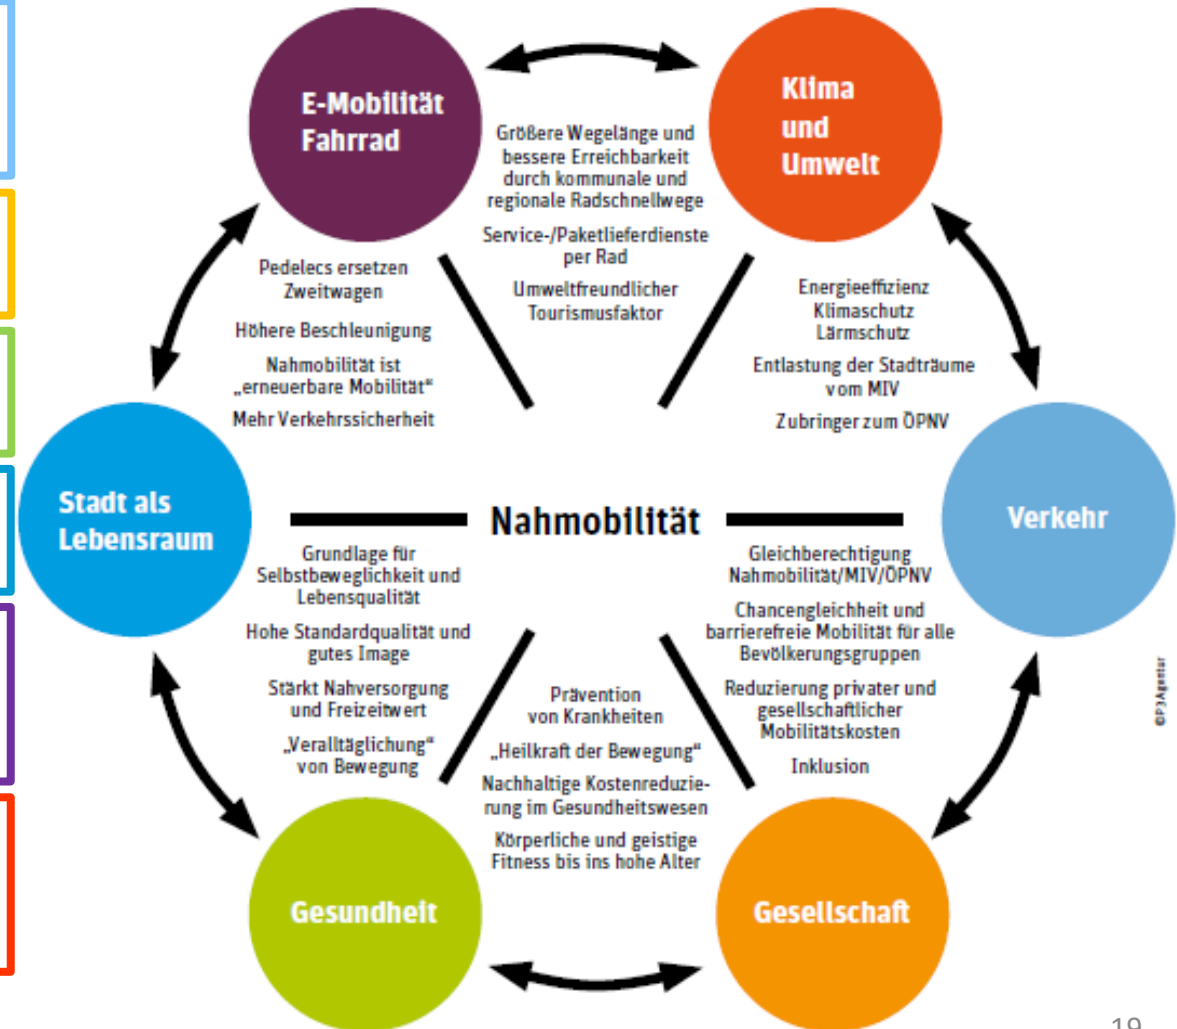 E-Mobilität
Fahrrad
Klima
und
Umwelt
Größere Wegelänge und
bessere Erreichbarkeit
durch kommunale und
regionale Radschnellwege
Service-/Paketlieferdienste
per Rad
Umweltfreundlicher
Tourismusfaktor
Pedelecs ersetzen
Zweitwagen
Höhere Beschleunigung
Nahmobilität ist
„erneuerbare Mobilität“
Mehr Verkehrssicherheit
Energieeffizienz
Klimaschutz
Lärmschutz
Entlastung der Stadträume
vom MIV
Zubringer zum ÖPNV
Stadt als
Lebensraum
Nahmobilität
Verkehr
Grundlage für
Selbstbeweglichkeit und
Lebensqualität
Hohe Standardqualität und
gutes Image
Stärkt Nahversorgung
und Freizeitwert
„Veralltäglichung“
von Bewegung
Gleichberechtigung
Nahmobilität/MIV/ÖPNV
Chancengleichheit und
barrierefreie Mobilität für alle
Bevölkerungsgruppen
Reduzierung privater und
gesellschaftlicher
Mobilitätskosten
Inklusion
Prävention
von Krankheiten
„Heilkraft der Bewegung“
Nachhaltige Kostenreduzie-
rung im Gesundheitswesen
Körperliche und geistige
Fitness bis ins hohe Alter
Gesundheit
Gesellschaft
©P3Agentur
19